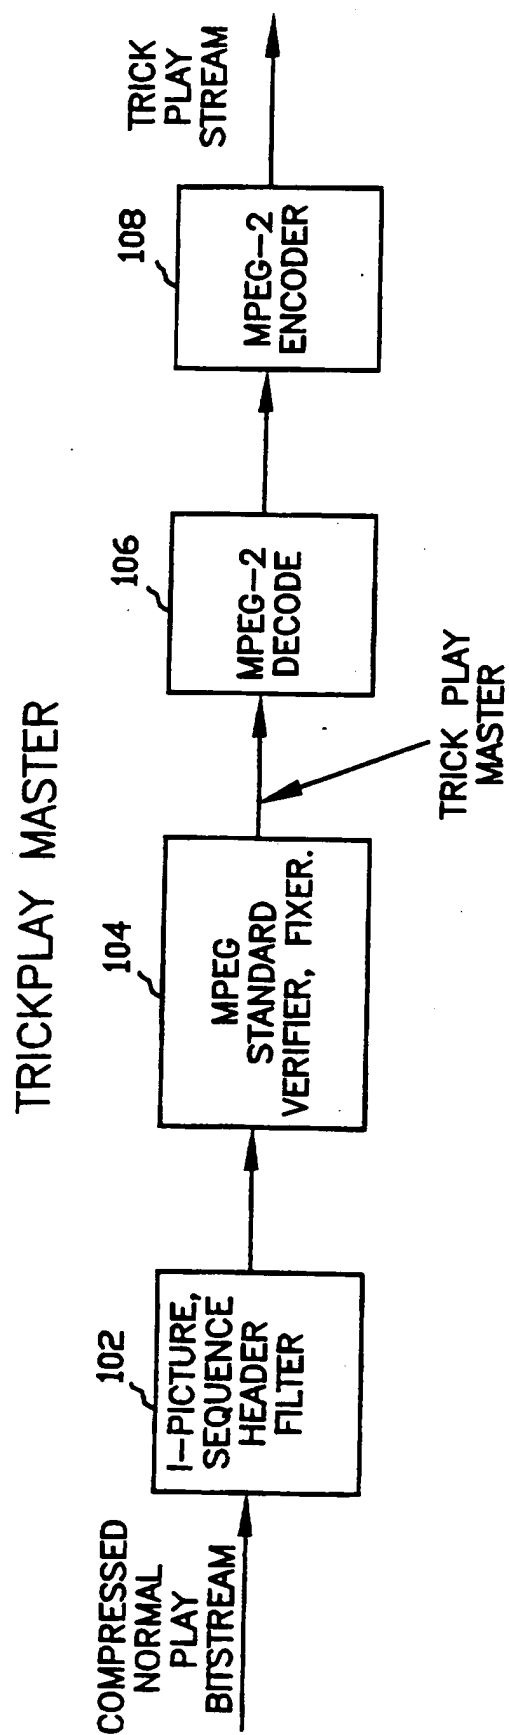 TRICKPLAY MASTER
COMPRESSED
NORMAL
PLAY
BITSTREAM
102
I-PICTURE,
SEQUENCE
HEADER
FILTER
104
MPEG
STANDARD
VERIFIER, FIXER.
TRICK PLAY
MASTER
106
MPEG-2
DECODE
108
MPEG-2
ENCODER
TRICK
PLAY
STREAM